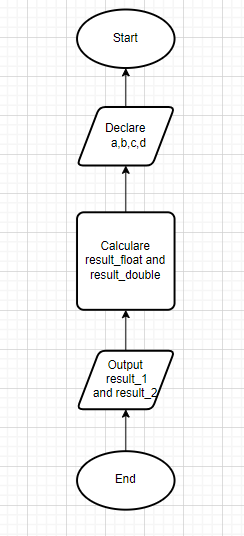 Start
Declare
a,b,c,d
Calculare
result_float and
result_double
Output
result_1
and result_2
End